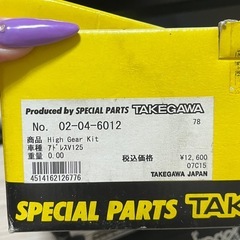 Produced by SPECIAL PARTS TAKEGAWA
No. 02-04-6012 78
商品 High Gear Kit
車種 ｱﾄﾞﾚｽV125
重量 0.00 税込価格 ¥12,600
07C15
4514162126776 TAKEGAWA JAPAN
SPECIAL PARTS TAK